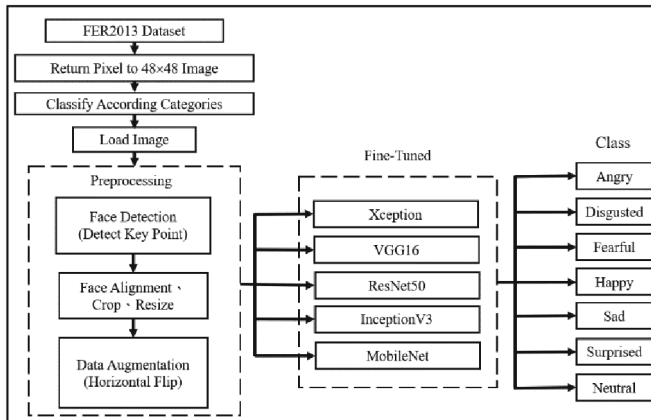 FER2013 Dataset
Return Pixel to 48×48 Image
Classify According Categories
Load Image
Preprocessing
Face Detection
(Detect Key Point)
Face Alignment、
Crop、Resize
Data Augmentation
(Horizontal Flip)
Fine-Tuned
Xception
VGG16
ResNet50
InceptionV3
MobileNet
Class
Angry
Disgusted
Fearful
Happy
Sad
Surprised
Neutral